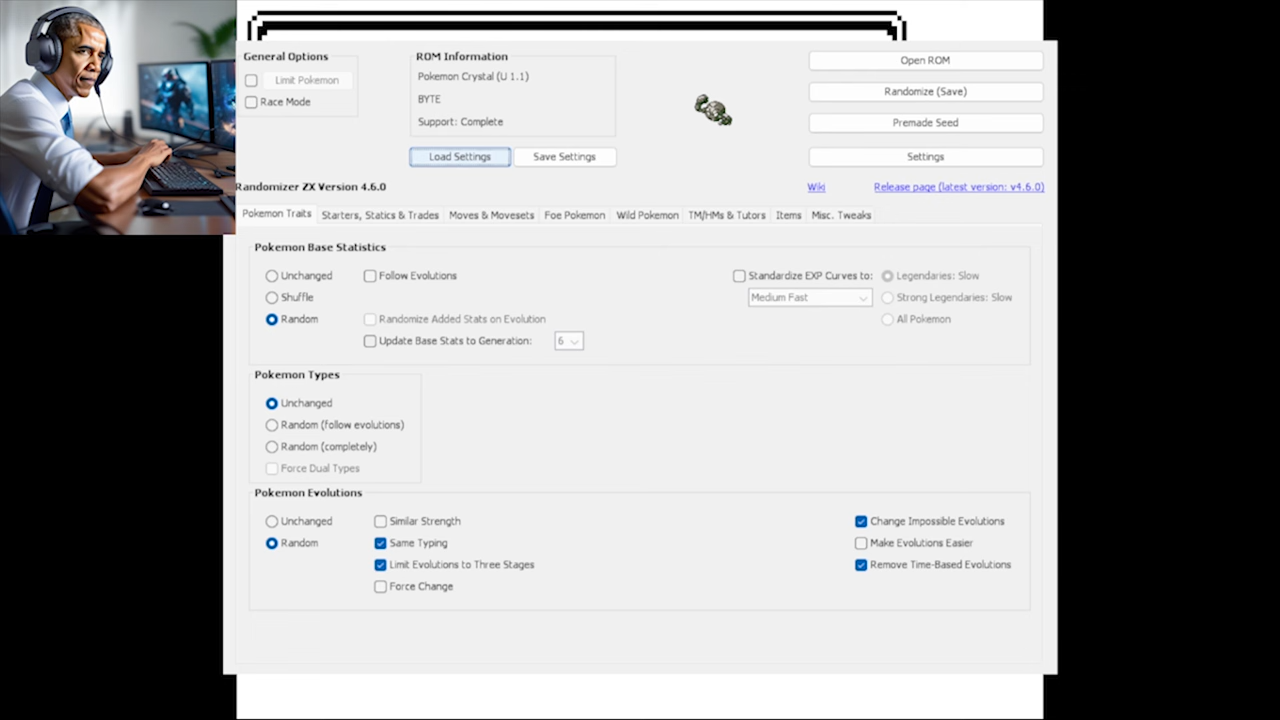 General Options
Limit Pokemon
Race Mode
ROM Information
Pokemon Crystal (U 1.1)
BYTE
Support: Complete
Load Settings
Save Settings
Open ROM
Randomize (Save)
Premade Seed
Settings
Randomizer ZX Version 4.6.0
Wiki
Release page (latest version: v4.6.0)
Pokemon Traits
Starters, Statics & Trades
Moves & Movesets
Foe Pokemon
Wild Pokemon
TM/HMs & Tutors
Items
Misc. Tweaks
Pokemon Base Statistics
Unchanged
Follow Evolutions
Standardize EXP Curves to:
Legendaries: Slow
Shuffle
Medium Fast
Strong Legendaries: Slow
Random
Randomize Added Stats on Evolution
All Pokemon
Update Base Stats to Generation:
6
Pokemon Types
Unchanged
Random (follow evolutions)
Random (completely)
Force Dual Types
Pokemon Evolutions
Unchanged
Similar Strength
Change Impossible Evolutions
Random
Same Typing
Make Evolutions Easier
Limit Evolutions to Three Stages
Remove Time-Based Evolutions
Force Change